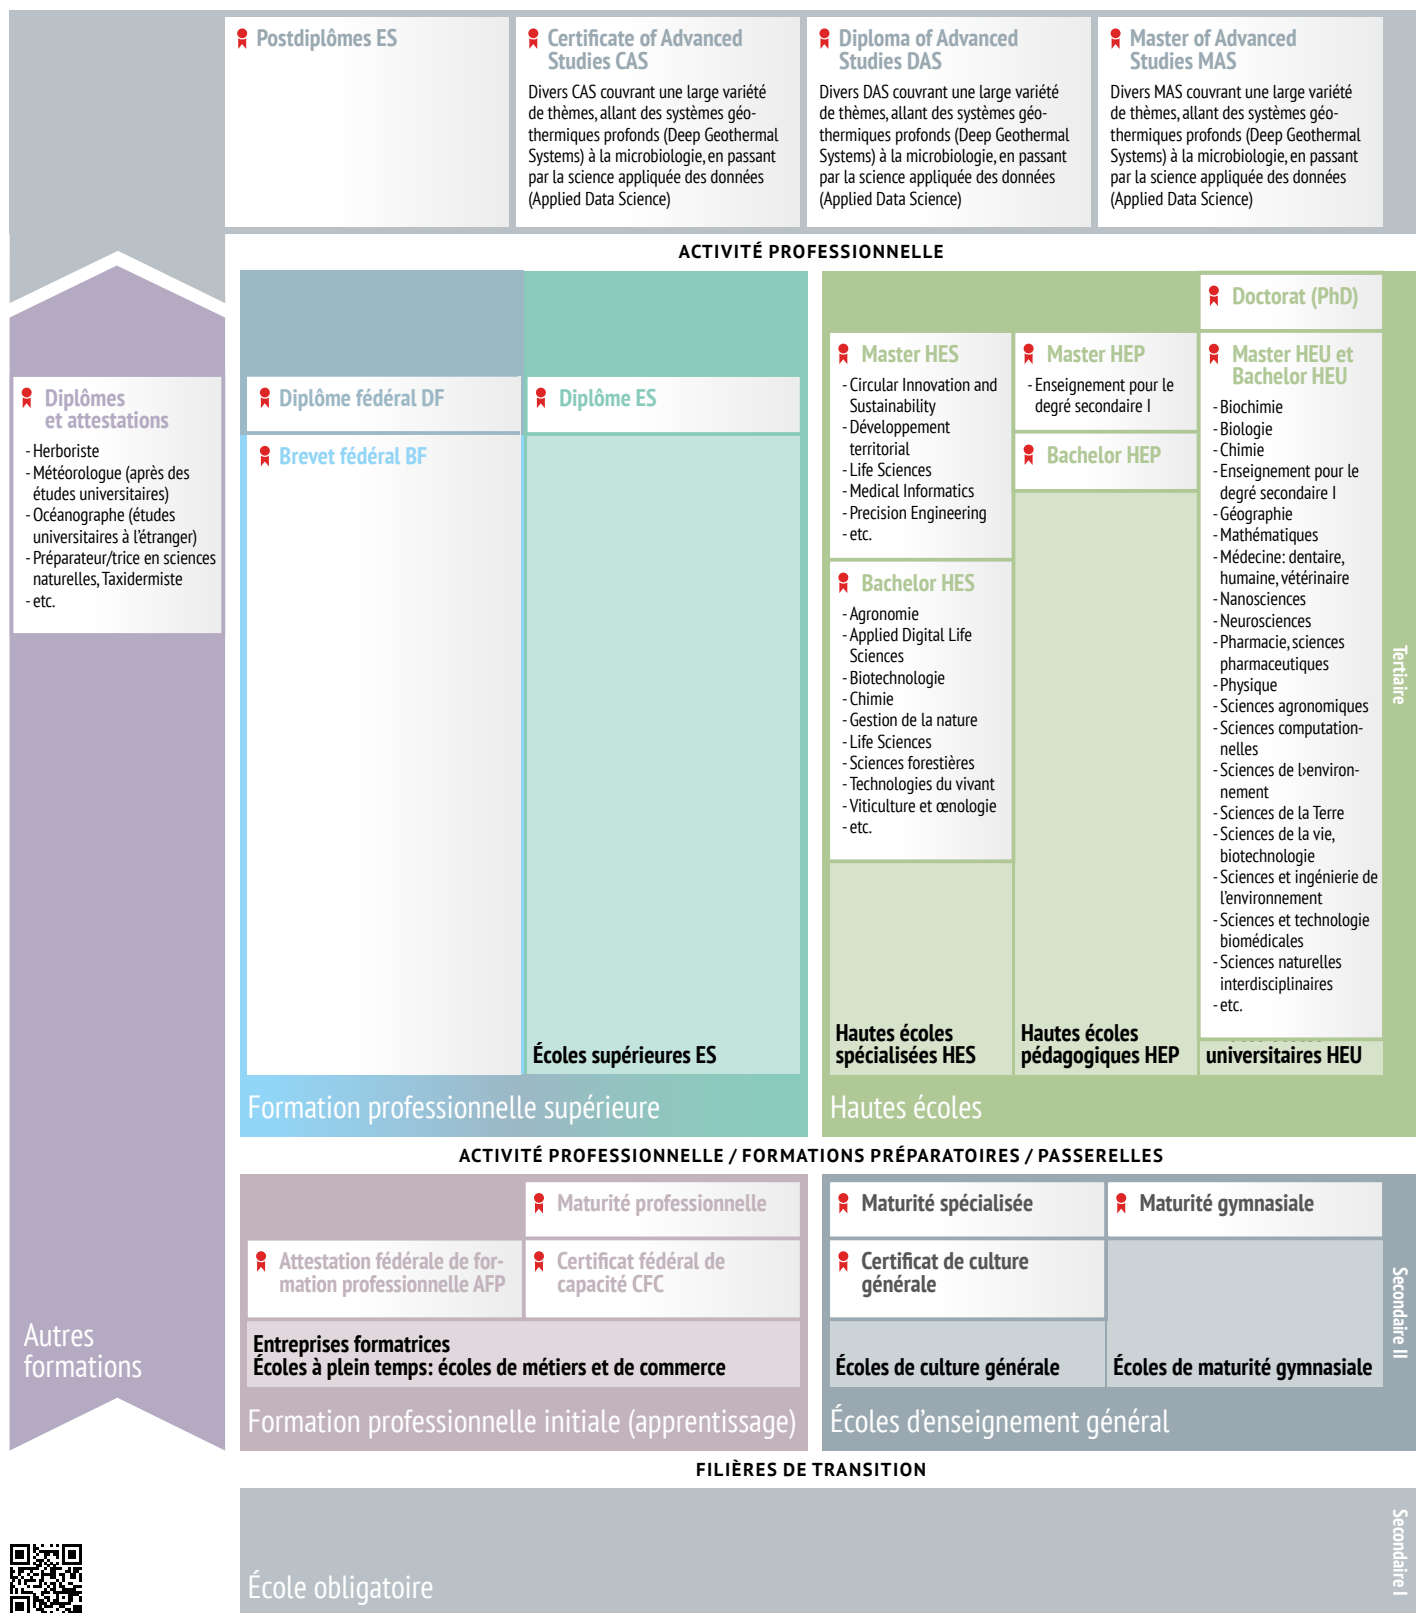 Postdiplômes ES
Certificate of Advanced
Studies CAS
Divers CAS couvrant une large variété
de thèmes, allant des systèmes géo-
thermiques profonds (Deep Geothermal
Systems) à la microbiologie, en passant
par la science appliquée des données
(Applied Data Science)
Diploma of Advanced
Studies DAS
Divers DAS couvrant une large variété
de thèmes, allant des systèmes géo-
thermiques profonds (Deep Geothermal
Systems) à la microbiologie, en passant
par la science appliquée des données
(Applied Data Science)
Master of Advanced
Studies MAS
Divers MAS couvrant une large variété
de thèmes, allant des systèmes géo-
thermiques profonds (Deep Geothermal
Systems) à la microbiologie, en passant
par la science appliquée des données
(Applied Data Science)
ACTIVITÉ PROFESSIONNELLE
Diplômes
et attestations
- Herboriste
- Météorologue (après des
études universitaires)
- Océanographe (études
universitaires à l'étranger)
- Préparateur/trice en sciences
naturelles, Taxidermiste
- etc.
Autres
formations
Diplôme fédéral DF
Brevet fédéral BF
Diplôme ES
Écoles supérieures ES
Formation professionnelle supérieure
Master HES
- Circular Innovation and
Sustainability
- Développement
territorial
- Life Sciences
- Medical Informatics
- Precision Engineering
- etc.
Bachelor HES
- Agronomie
- Applied Digital Life
Sciences
- Biotechnologie
- Chimie
- Gestion de la nature
- Life Sciences
- Sciences forestières
- Technologies du vivant
- Viticulture et œnologie
- etc.
Hautes écoles
spécialisées HES
Master HEP
- Enseignement pour le
degré secondaire I
Bachelor HEP
Hautes écoles
pédagogiques HEP
Doctorat (PhD)
Master HEU et
Bachelor HEU
- Biochimie
- Biologie
- Chimie
- Enseignement pour le
degré secondaire I
- Géographie
- Mathématiques
- Médecine: dentaire,
humaine, vétérinaire
- Nanosciences
- Neurosciences
- Pharmacie, sciences
pharmaceutiques
- Physique
- Sciences agronomiques
- Sciences computation-
nelles
- Sciences de l›environ-
nement
- Sciences de la Terre
- Sciences de la vie,
biotechnologie
- Sciences et ingénierie de
l'environnement
- Sciences et technologie
biomédicales
- Sciences naturelles
interdisciplinaires
- etc.
universitaires HEU
Hautes écoles
Tertiaire
ACTIVITÉ PROFESSIONNELLE / FORMATIONS PRÉPARATOIRES / PASSERELLES
Maturité professionnelle
Attestation fédérale de for-
mation professionnelle AFP
Certificat fédéral de
capacité CFC
Entreprises formatrices
Écoles à plein temps: écoles de métiers et de commerce
Formation professionnelle initiale (apprentissage)
Maturité spécialisée
Certificat de culture
générale
Écoles de culture générale
Maturité gymnasiale
Écoles de maturité gymnasiale
Écoles d'enseignement général
Secondaire II
FILIÈRES DE TRANSITION
École obligatoire
Secondaire I